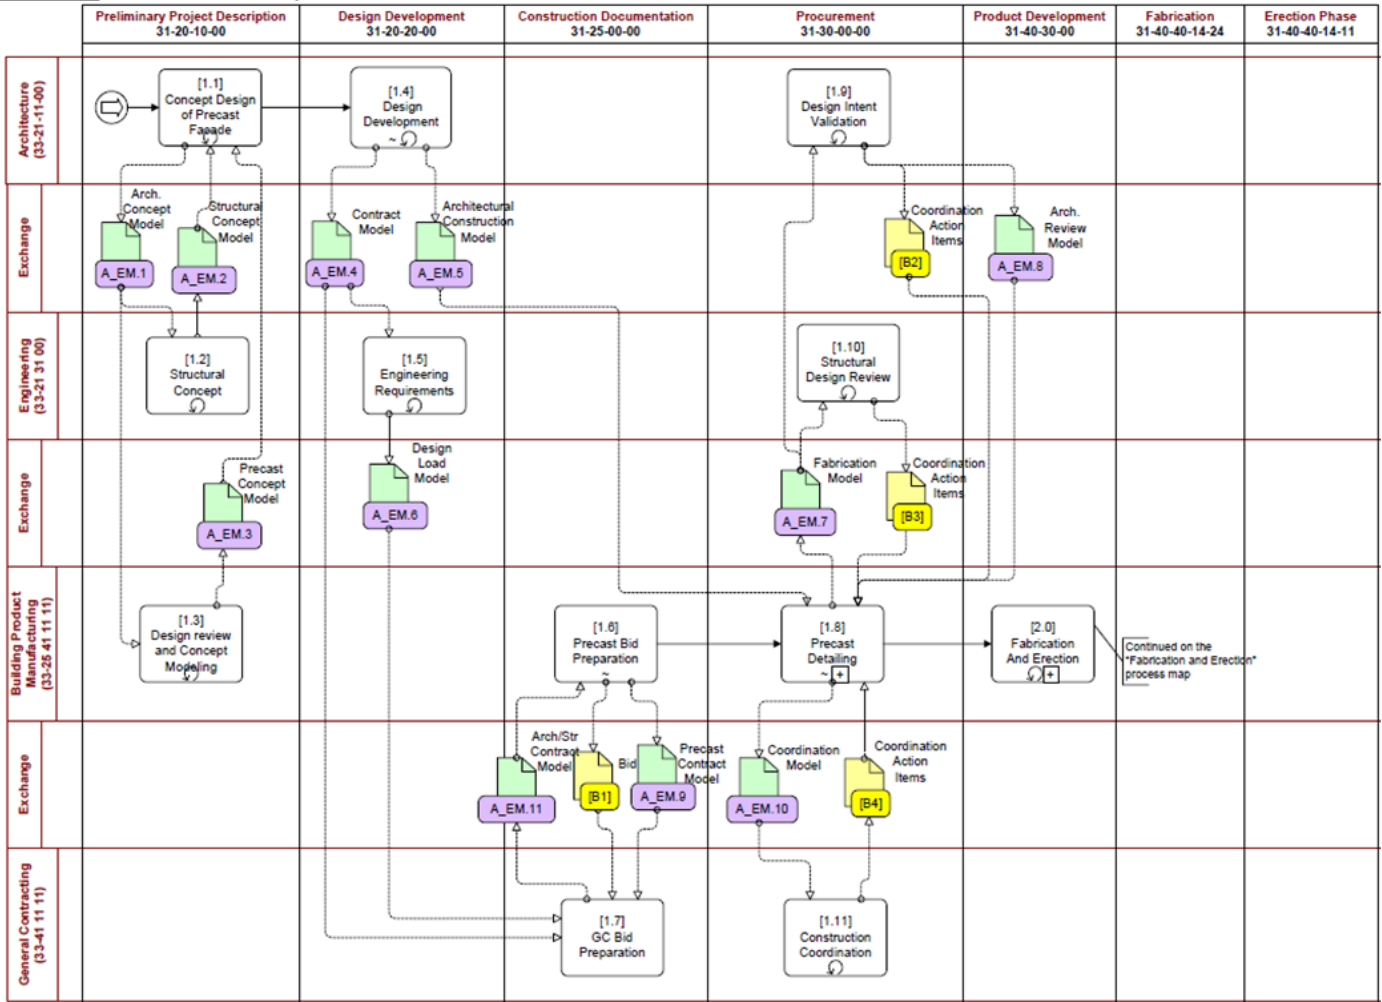 Preliminary Project Description
31-20-10-00
Design Development
31-20-20-00
Construction Documentation
31-25-00-00
Procurement
31-30-00-00
Product Development
31-40-30-00
Fabrication
31-40-40-14-24
Erection Phase
31-40-40-14-11
Architecture
(33-21-11-00)
[1.1]
Concept Design
of Precast
Façade
[1.4]
Design
Development
~
[1.9]
Design Intent
Validation
Exchange
Arch.
Concept
Model
A_EM.1
Structural
Concept
Model
A_EM.2
Contract
Model
A_EM.4
Architectural
Construction
Model
A_EM.5
Coordination
Action
Items
[B2]
Arch.
Review
Model
A_EM.8
Engineering
(33-21 31 00)
[1.2]
Structural
Concept
[1.5]
Engineering
Requirements
[1.10]
Structural
Design Review
Exchange
Precast
Concept
Model
A_EM.3
Design
Load
Model
A_EM.6
Fabrication
Model
A_EM.7
Coordination
Action
Items
[B3]
Building Product
Manufacturing
(33-25 41 11 11)
[1.3]
Design review
and Concept
Modeling
[1.6]
Precast Bid
Preparation
~
[1.8]
Precast
Detailing
~ +
[2.0]
Fabrication
And Erection
+
Continued on the
"Fabrication and Erection"
process map
Exchange
Arch/Str
Contract
Model
A_EM.11
Bid
[B1]
Precast
Contract
Model
A_EM.9
Coordination
Model
A_EM.10
Coordination
Action
Items
[B4]
General Contracting
(33-41 11 11)
[1.7]
GC Bid
Preparation
[1.11]
Construction
Coordination